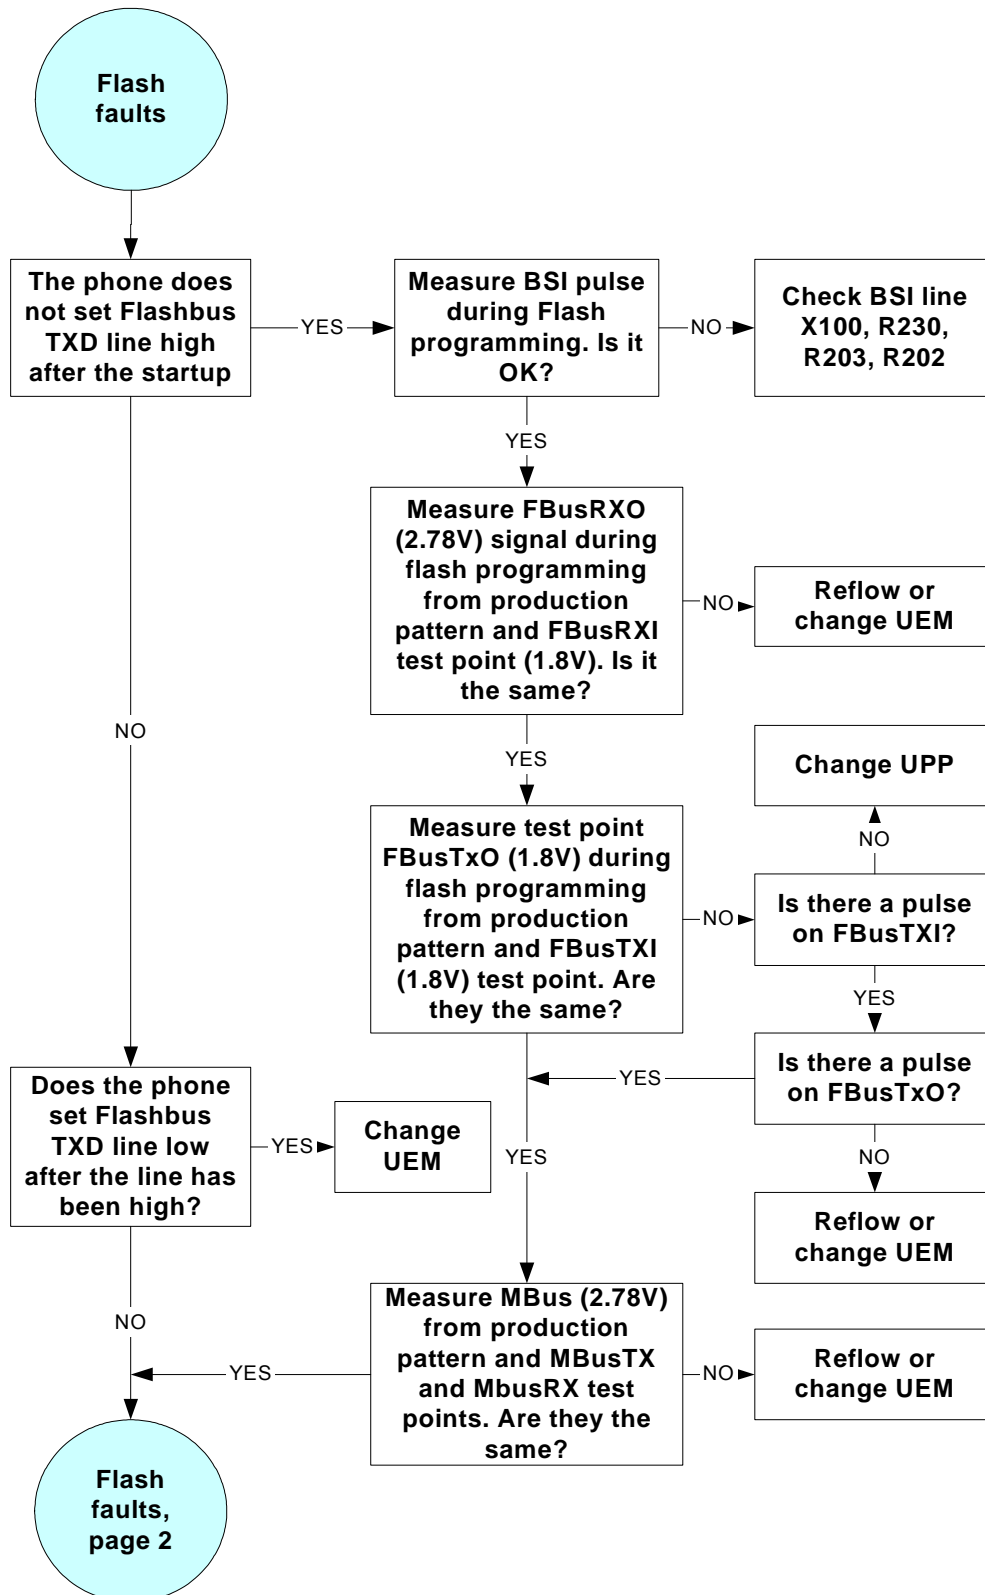 Flash
faults
The phone does
not set Flashbus
TXD line high
after the startup
YES
Measure BSI pulse
during Flash
programming. Is it
OK?
NO
Check BSI line
X100, R230,
R203, R202
YES
Measure FBusRXO
(2.78V) signal during
flash programming
from production
pattern and FBusRXI
test point (1.8V). Is it
the same?
NO
Reflow or
change UEM
NO
YES
Change UPP
Measure test point
FBusTxO (1.8V) during
flash programming
from production
pattern and FBusTXI
(1.8V) test point. Are
they the same?
NO
NO
Is there a pulse
on FBusTXI?
YES
Does the phone
set Flashbus
TXD line low
after the line has
been high?
YES
Change
UEM
YES
Is there a pulse
on FBusTxO?
YES
NO
Reflow or
change UEM
NO
Measure MBus (2.78V)
from production
pattern and MBusTX
and MbusRX test
points. Are they the
same?
YES
NO
Reflow or
change UEM
Flash
faults,
page 2